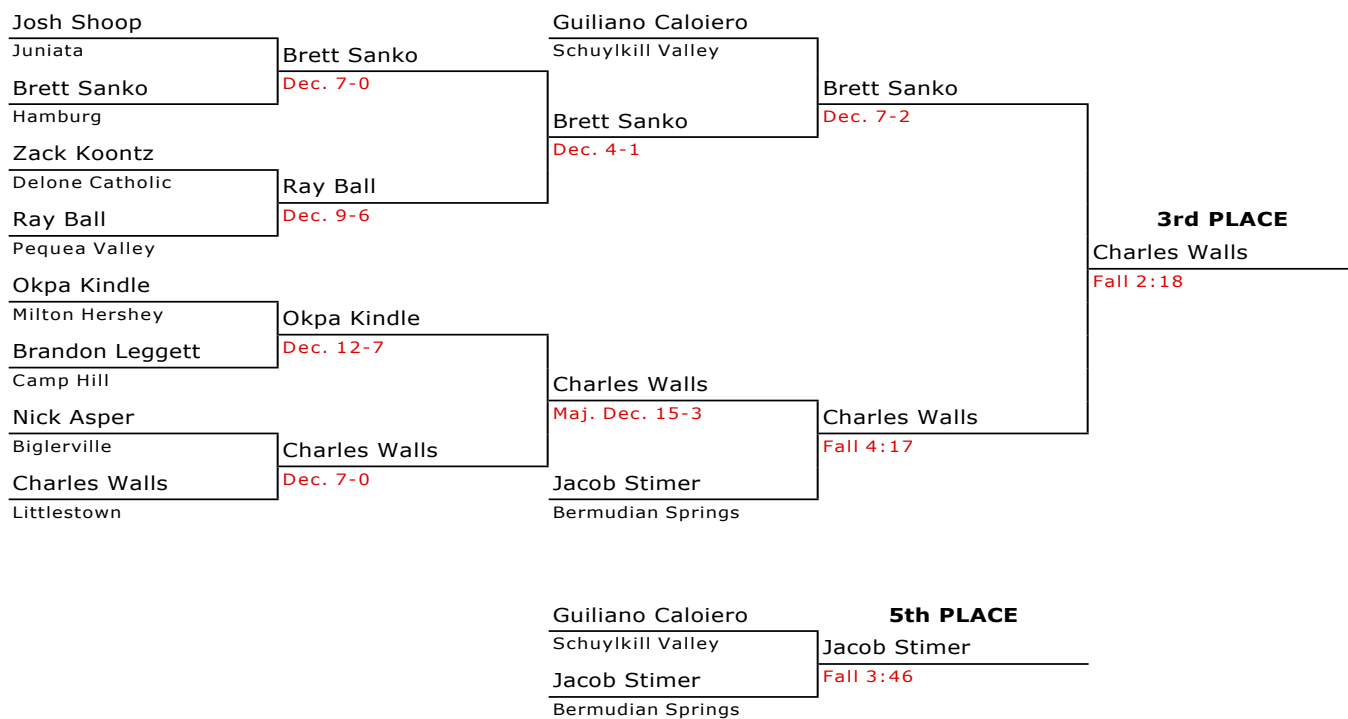 Josh Shoop
Juniata
Brett Sanko
Hamburg
Zack Koontz
Delone Catholic
Ray Ball
Pequea Valley
Okpa Kindle
Milton Hershey
Brandon Leggett
Camp Hill
Nick Asper
Biglerville
Charles Walls
Littlestown
Brett Sanko
Dec. 7-0
Ray Ball
Dec. 9-6
Okpa Kindle
Dec. 12-7
Charles Walls
Dec. 7-0
Guiliano Caloiero
Schuylkill Valley
Brett Sanko
Dec. 4-1
Charles Walls
Maj. Dec. 15-3
Jacob Stimer
Bermudian Springs
Brett Sanko
Dec. 7-2
Charles Walls
Fall 4:17
3rd PLACE
Charles Walls
Fall 2:18
Guiliano Caloiero
Schuylkill Valley
Jacob Stimer
Bermudian Springs
5th PLACE
Jacob Stimer
Fall 3:46